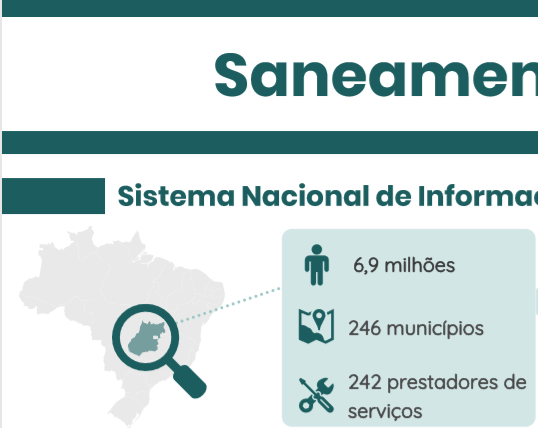 Saneamen
Sistema Nacional de Informa
6,9 milhões
246 municípios
242 prestadores de
serviços